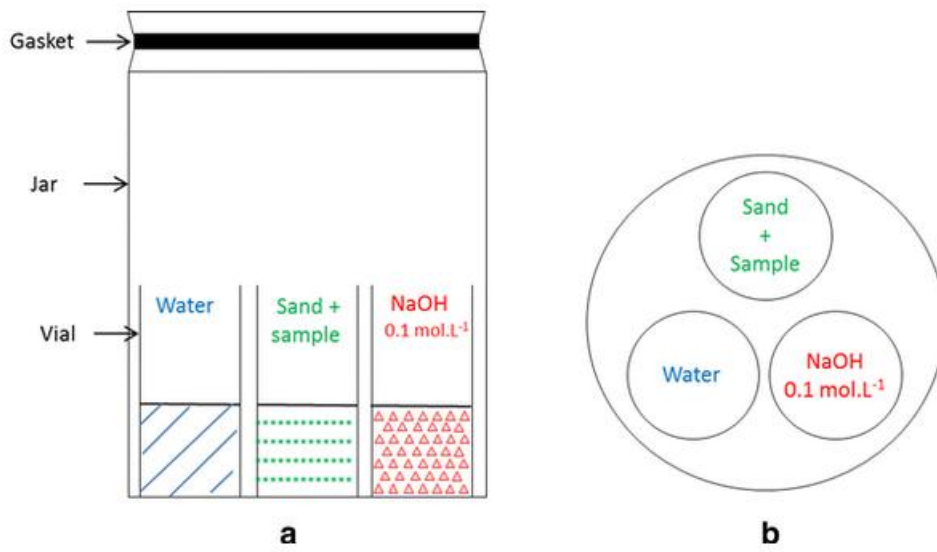 Gasket
Jar
Vial
Water
Sand +
sample
NaOH
0.1 mol.L⁻¹
a
Sand
+
Sample
Water
NaOH
0.1 mol.L⁻¹
b